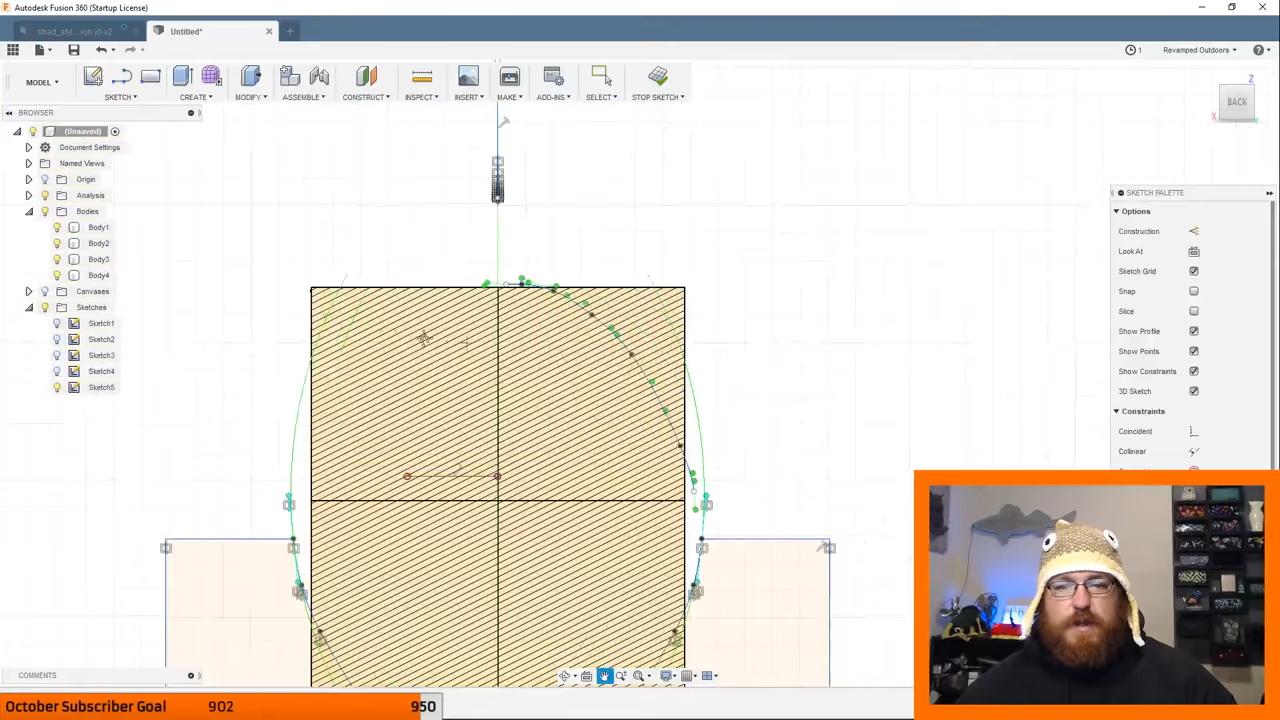 Autodesk Fusion 360 (Startup License)
Untitled*
1
Revamped Outdoors
MODEL
SKETCH
CREATE
MODIFY
ASSEMBLE
CONSTRUCT
INSPECT
INSERT
MAKE
ADD-INS
SELECT
STOP SKETCH
BROWSER
(Unsaved)
Document Settings
Named Views
Origin
Analysis
Bodies
Body1
Body2
Body3
Body4
Canvases
Sketches
Sketch1
Sketch2
Sketch3
Sketch4
Sketch5
Z
BACK
X
SKETCH PALETTE
Options
Construction
Look At
Sketch Grid
Snap
Slice
Show Profile
Show Points
Show Constraints
3D Sketch
Constraints
Coincident
Collinear
COMMENTS
October Subscriber Goal 902 950